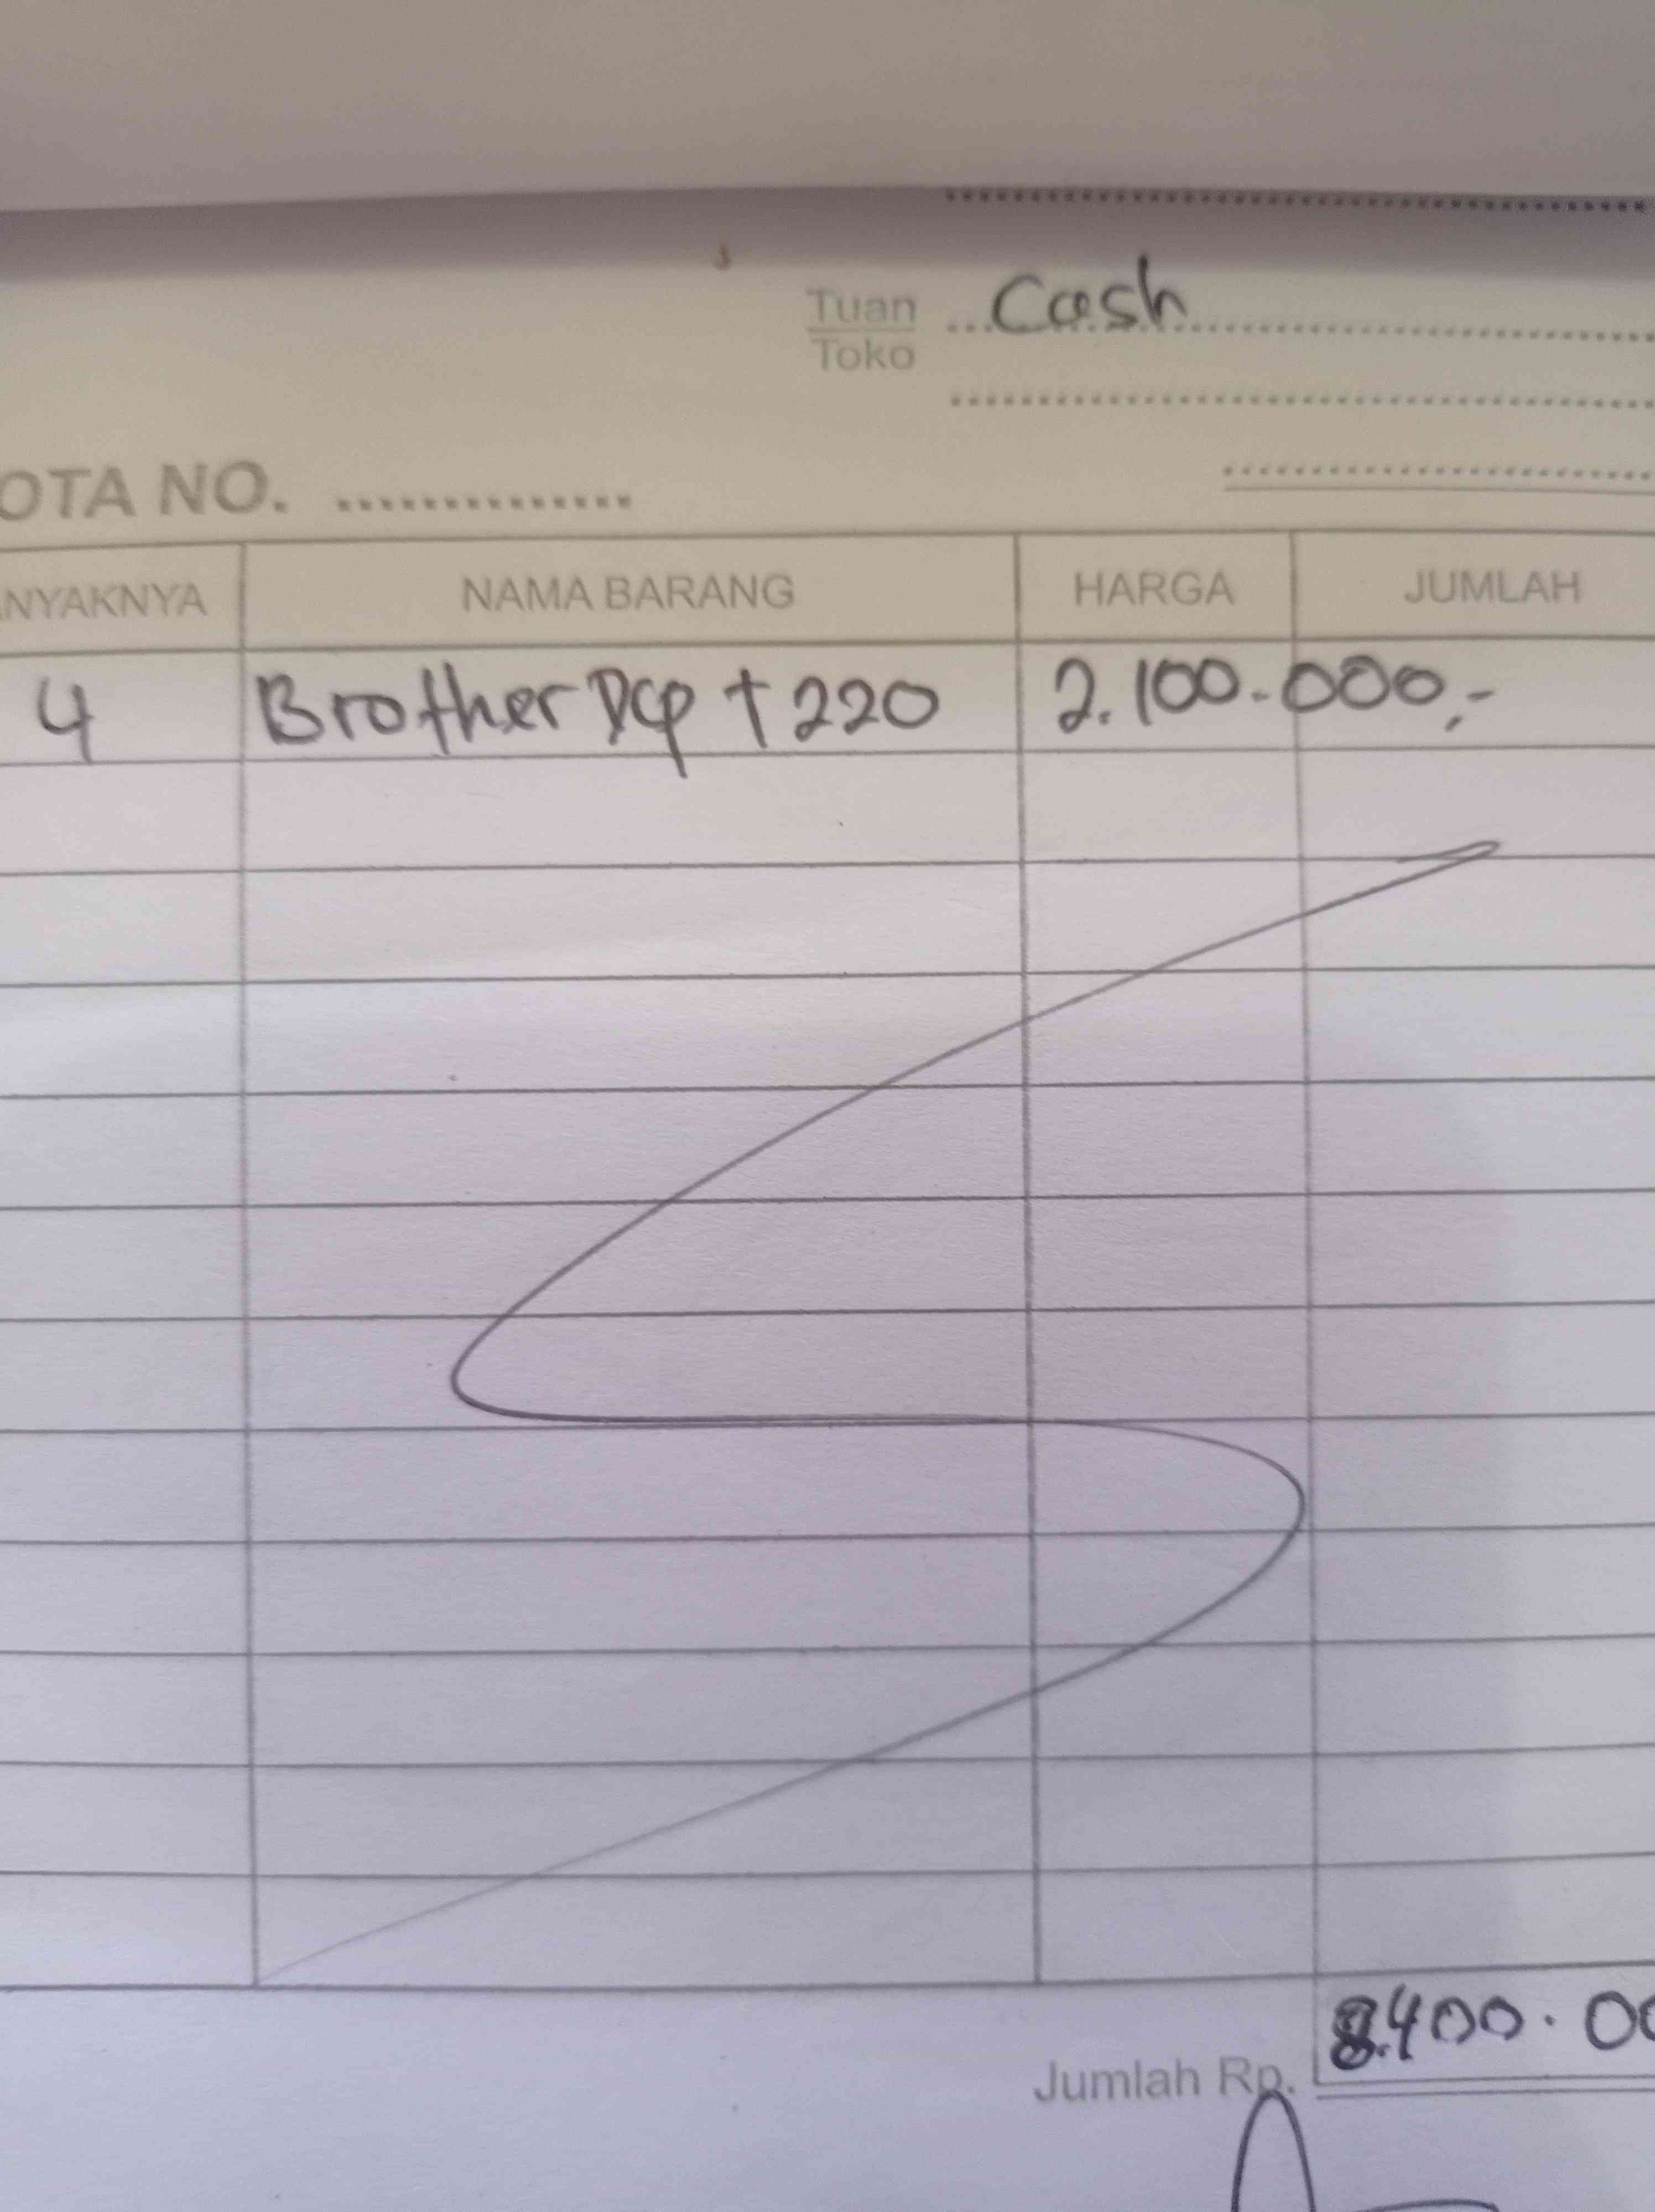 Tuan Cash
Toko
OTA NO.
NYAKNYA NAMA BARANG HARGA JUMLAH
4 Brother Dcp T 220 2.100.000,-
Jumlah Rp. 8.400.00